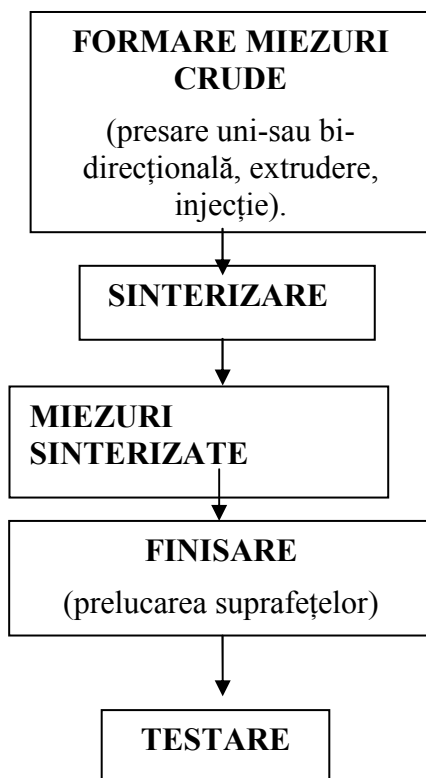 FORMARE MIEZURI
CRUDE
(presare uni-sau bi-
direcțională, extrudere,
injecție).
SINTERIZARE
MIEZURI
SINTERIZATE
FINISARE
(prelucarea suprafețelor)
TESTARE